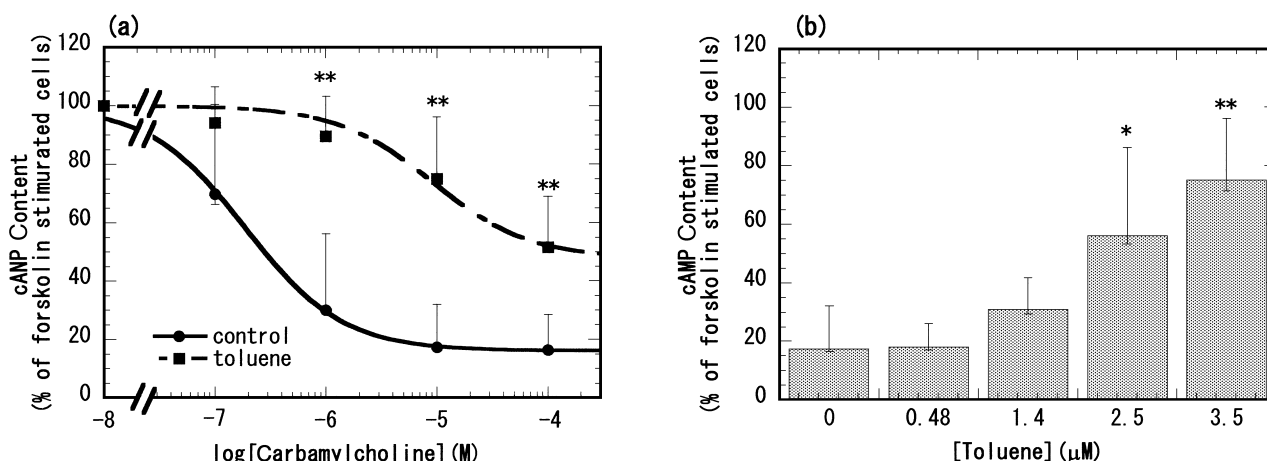 (a)
cANP Content
(% of forskolin stimurated cells)
120
100
80
60
40
20
0
**
**
**
control
toluene
-8
-7
-6
-5
-4
log[Carbamylcholine](M)
(b)
cAMP Content
(% of forskolin stimulated cells)
120
100
80
60
40
20
0
*
**
0
0.48
1.4
2.5
3.5
[Toluene](μM)